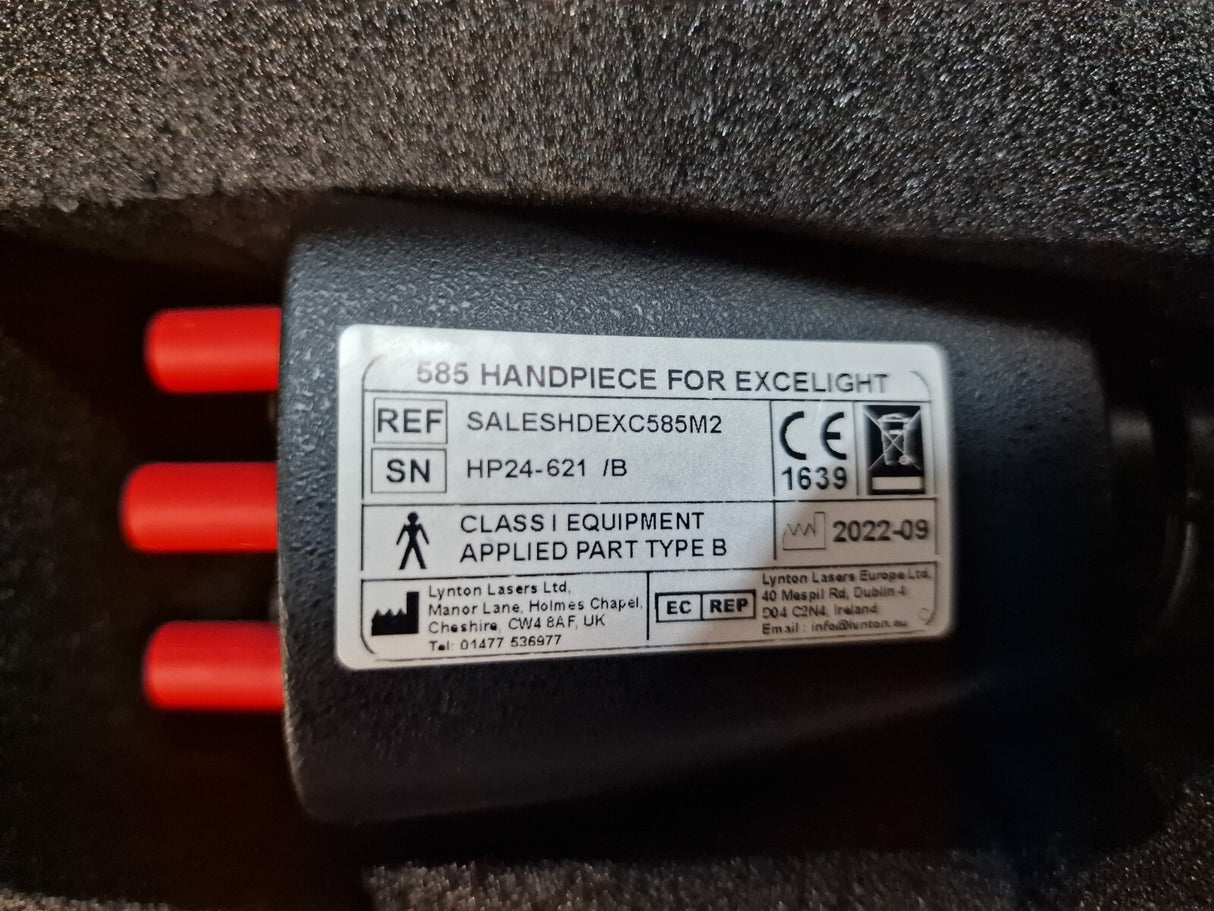 585 HANDPIECE FOR EXCELIGHT
REF SALESHDEXC585M2
SN HP24-621 /B
CE
1639
CLASS I EQUIPMENT
APPLIED PART TYPE B
2022-09
Lynton Lasers Ltd,
Manor Lane, Holmes Chapel,
Cheshire, CW4 8AF, UK
Tel: 01477 536977
EC REP
Lynton Lasers Europe Ltd,
40 Mespil Rd, Dublin 4,
D04 C2N4, Ireland
Email : info@lynton.eu